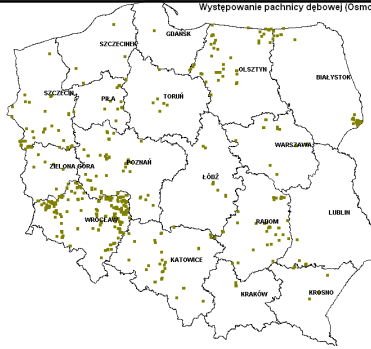 Występowanie pachnicy dębowej (Osmo
GDAŃSK
SZCZECINEK
OLSZTYN
BIAŁYSTOK
SZCZECIN
PIŁA
TORUŃ
WARSZAWA
ZIELONA GÓRA
POZNAŃ
ŁÓDŹ
LUBLIN
WROCŁAW
RADOM
KATOWICE
KRAKÓW
KROSNO